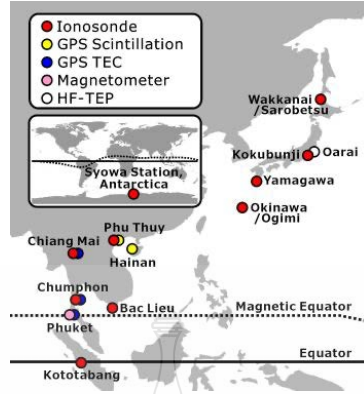 Ionosonde
GPS Scintillation
GPS TEC
Magnetometer
HF-TEP
Syowa Station,
Antarctica
Wakkanai
/Sarobetsu
Kokubunji
Oarai
Yamagawa
Okinawa
/Ogimi
Phu Thuy
Chiang Mai
Hainan
Chumphon
Bac Lieu
Magnetic Equator
Phuket
Equator
Kototabang